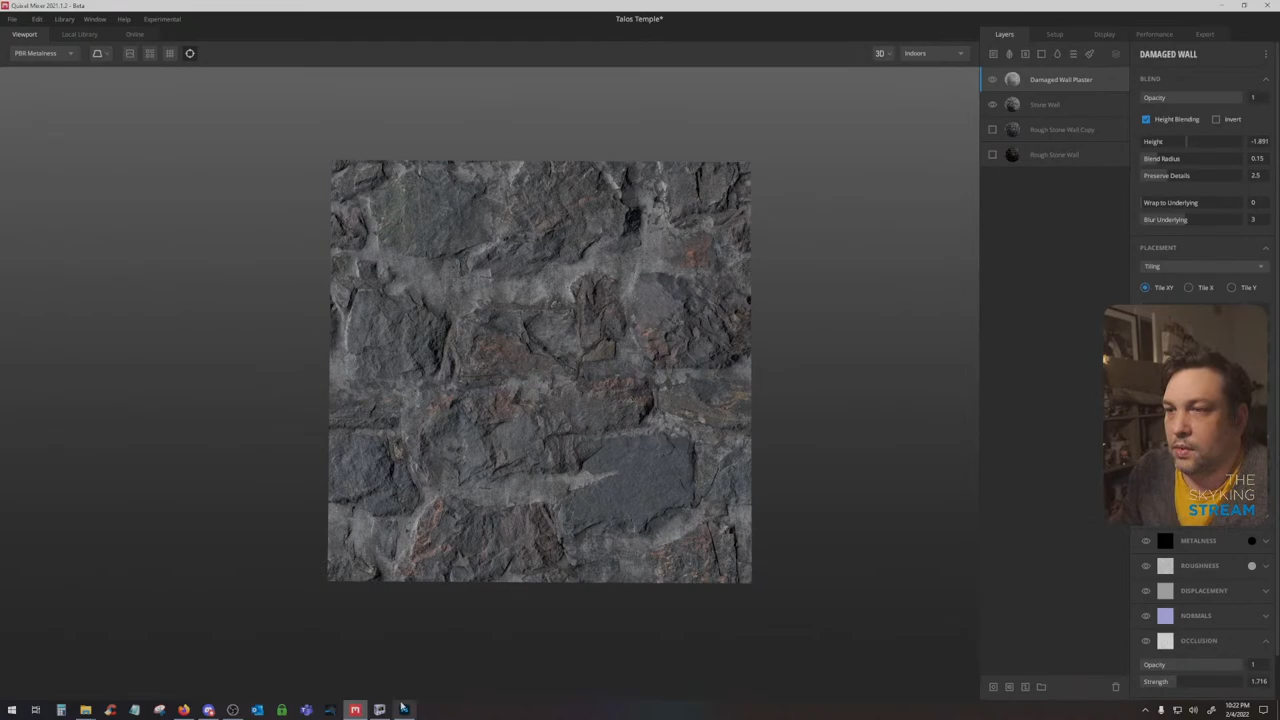 Quixel Mixer 2021.1.2 - Beta
File Edit Library Window Help Experimental
Talos Temple*
Viewport Local Library Online
Layers Setup Display Performance Expert
PBR Metalness
3D
Indoors
Damaged Wall Plaster
Stone Wall
Rough Stone Wall Copy
Rough Stone Wall
DAMAGED WALL
BLEND
Opacity 1
Height Blending Invert
Height -1.891
Blend Radius 0.15
Preserve Details 2.5
Wrap to Underlying 0
Blur Underlying 3
PLACEMENT
Tiling
Tile XY Tile X Tile Y
THE
SKYKING
STREAM
METALNESS
ROUGHNESS
DISPLACEMENT
NORMALS
OCCLUSION
Opacity 1
Strength 1.716
10:22 PM
2/4/2022